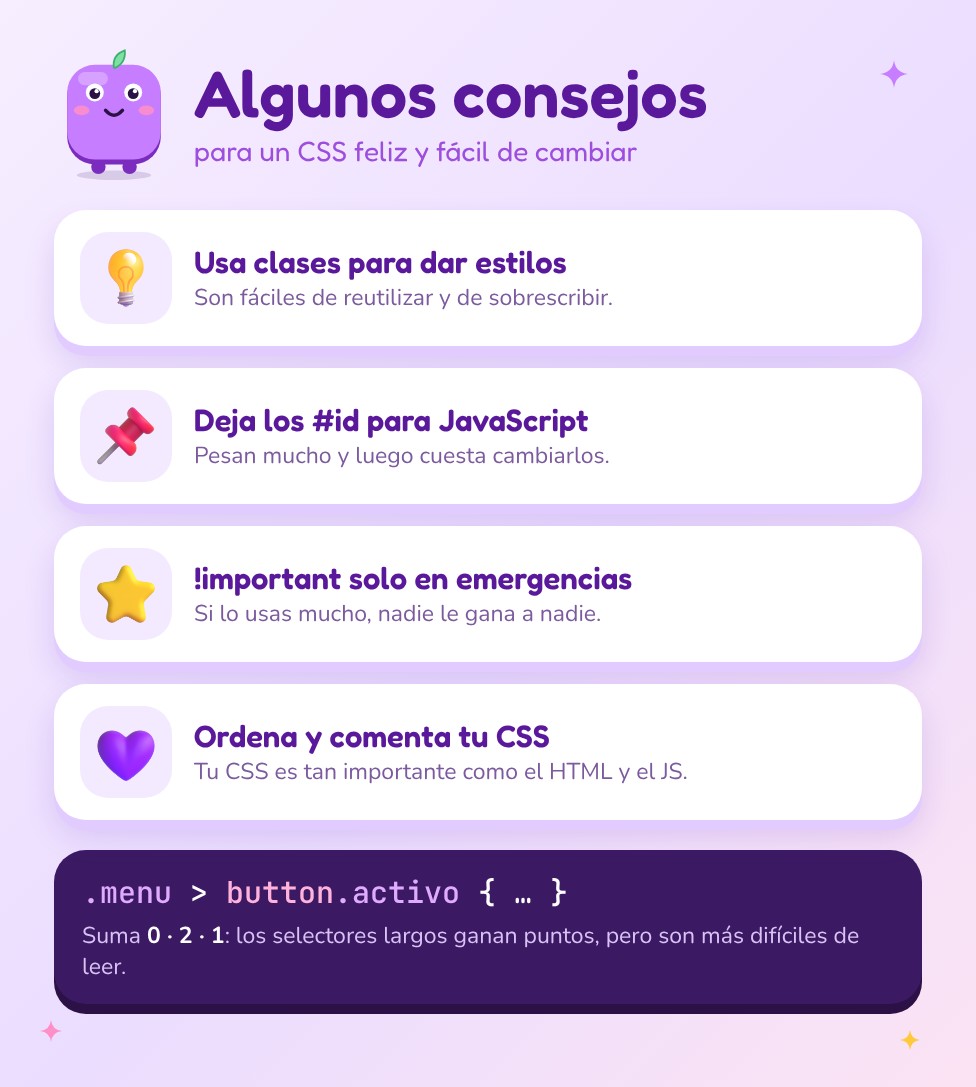 Algunos consejos
para un CSS feliz y fácil de cambiar
Usa clases para dar estilos
Son fáciles de reutilizar y de sobrescribir.
Deja los #id para JavaScript
Pesan mucho y luego cuesta cambiarlos.
!important solo en emergencias
Si lo usas mucho, nadie le gana a nadie.
Ordena y comenta tu CSS
Tu CSS es tan importante como el HTML y el JS.
.menu > button.activo { … }
Suma 0 · 2 · 1: los selectores largos ganan puntos, pero son más difíciles de
leer.